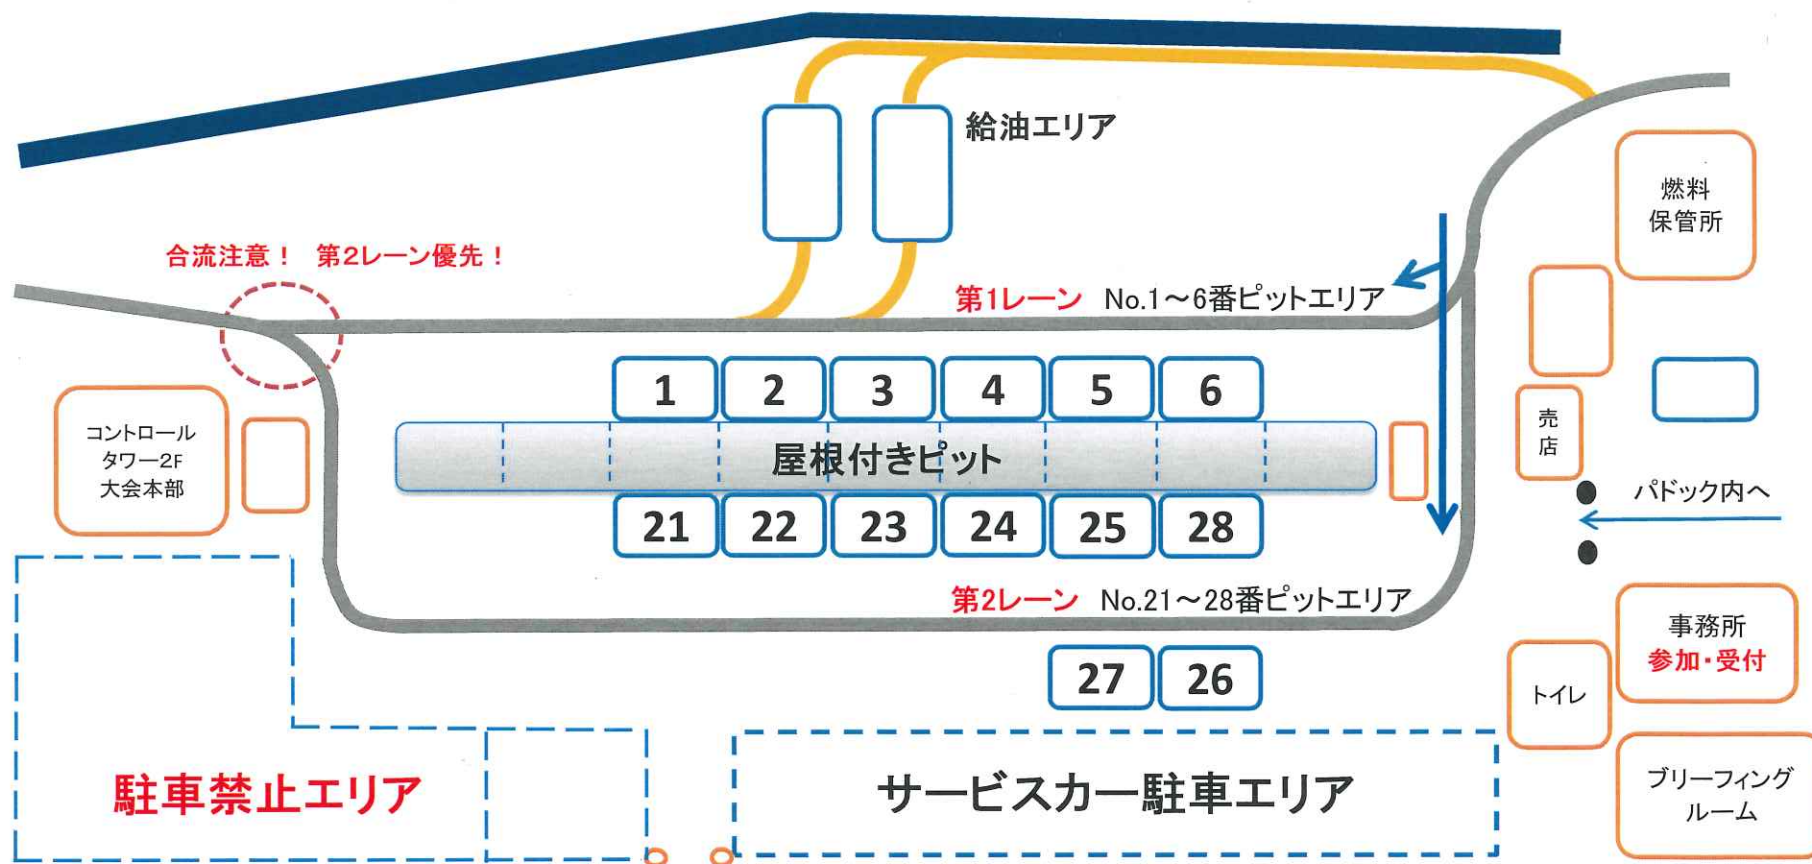 給油エリア
燃料
保管所
合流注意！ 第2レーン優先！
第1レーン No.1～6番ピットエリア
1 2 3 4 5 6
売
店
コントロール
タワー2F
大会本部
屋根付きピット
パドック内へ
21 22 23 24 25 28
第2レーン No.21～28番ピットエリア
事務所
参加・受付
27 26
トイレ
駐車禁止エリア
サービスカー駐車エリア
ブリーフィング
ルーム